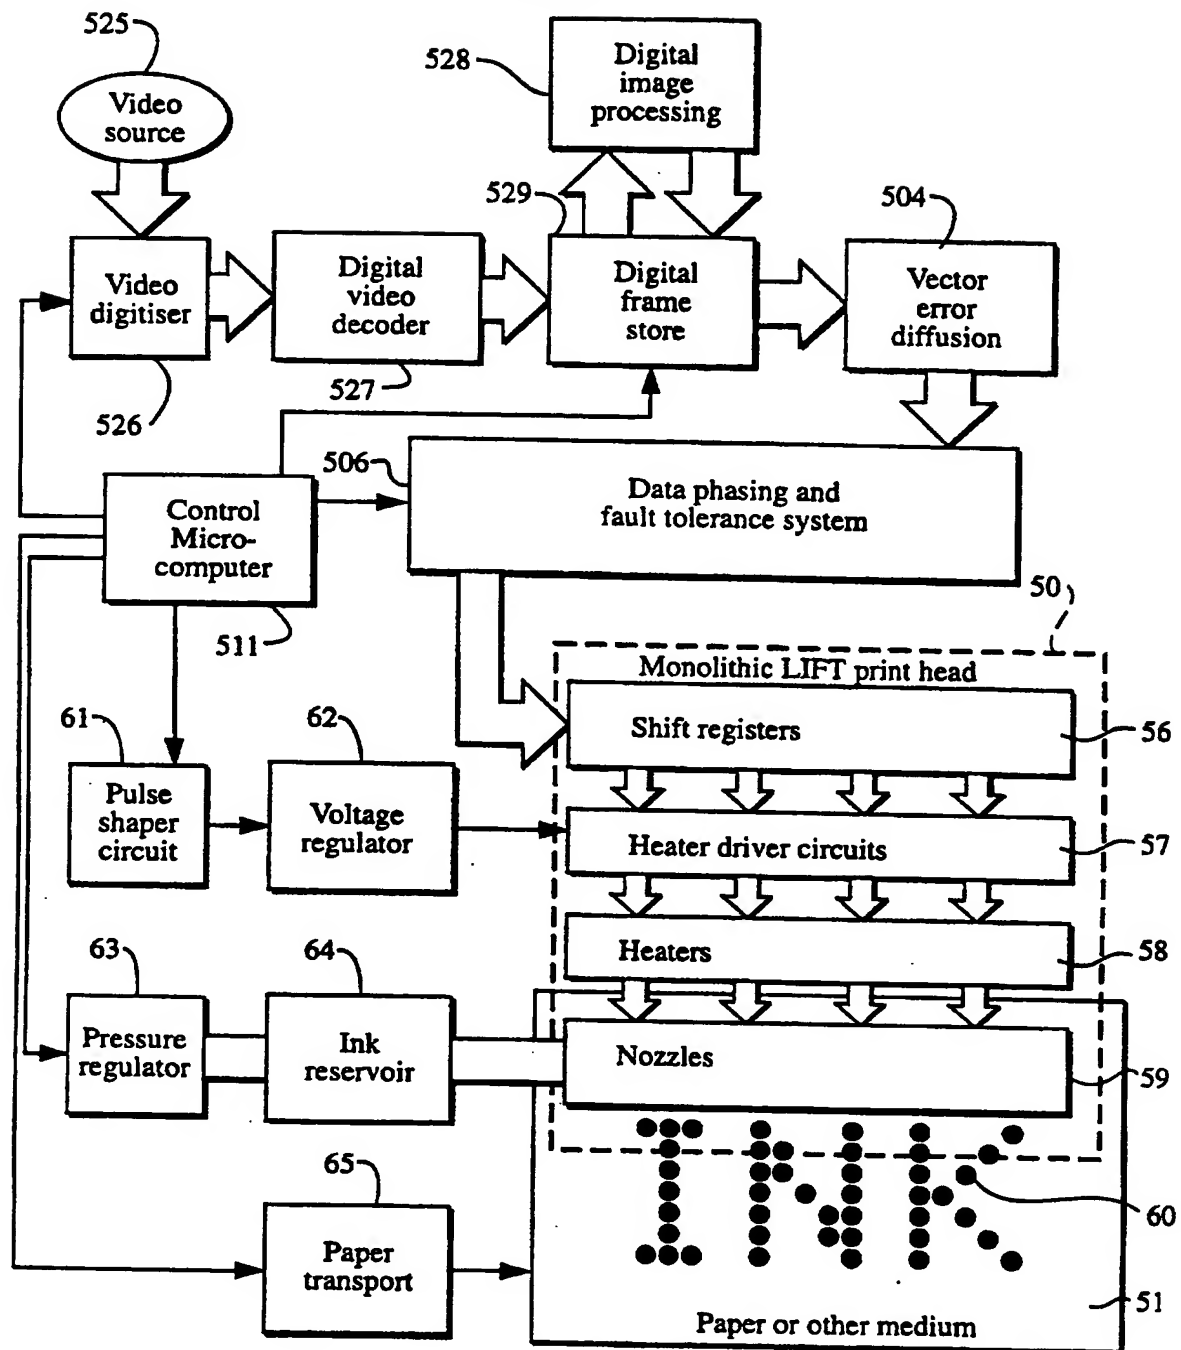 525
Video
source
528
Digital
image
processing
529
504
Video
digitiser
Digital
video
decoder
Digital
frame
store
Vector
error
diffusion
526
527
506
Control
Micro-
computer
Data phasing and
fault tolerance system
511
50
Monolithic LIFT print head
61
62
Shift registers
56
Pulse
shaper
circuit
Voltage
regulator
Heater driver circuits
57
63
64
Heaters
58
Pressure
regulator
Ink
reservoir
Nozzles
59
INK
65
60
Paper
transport
51
Paper or other medium